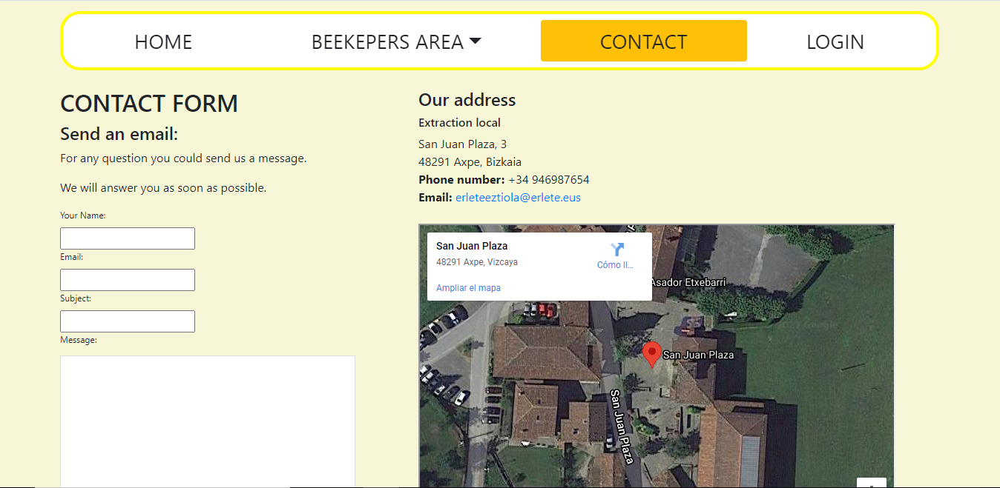 HOME
BEEKEPERS AREA
CONTACT
LOGIN
CONTACT FORM
Send an email:
For any question you could send us a message.
We will answer you as soon as possible.
Your Name:
Email:
Subject:
Message:
Our address
Extraction local
San Juan Plaza, 3
48291 Axpe, Bizkaia
Phone number: +34 946987654
Email: erleteeztiola@erlete.eus
San Juan Plaza
48291 Axpe, Vizcaya
Cómo ll...
Ampliar el mapa
Asador Etxebarri
San Juan Plaza
San Juan Plaza